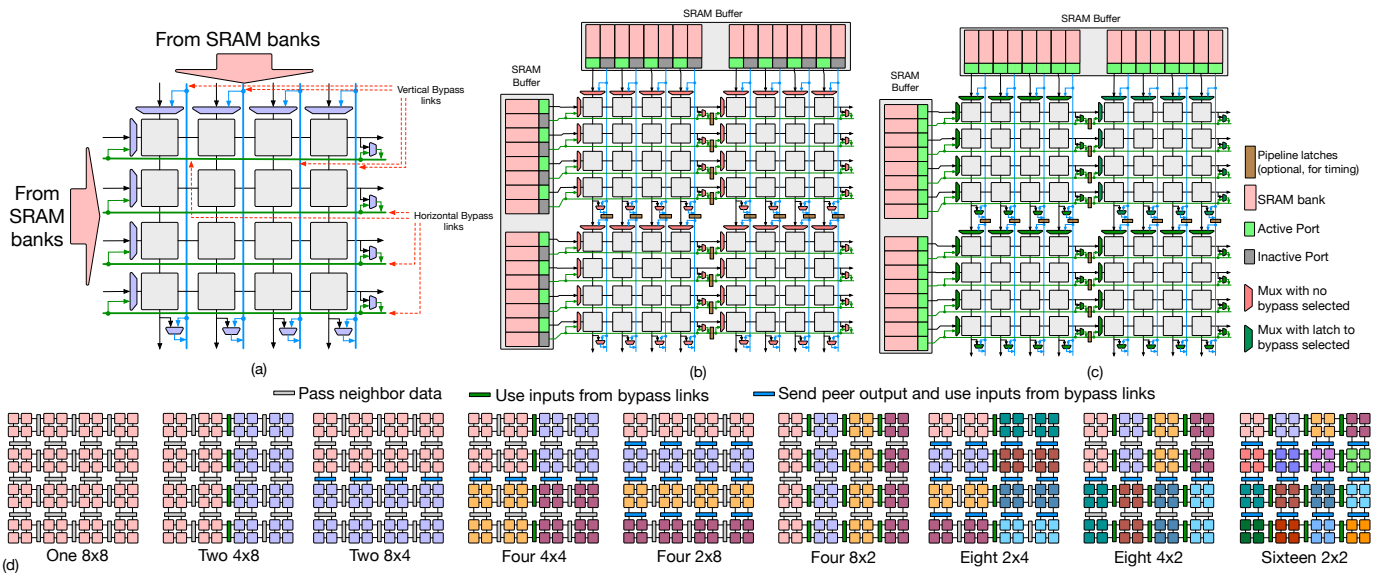 From SRAM banks
From
SRAM
banks
Vertical Bypass
links
Horizontal Bypass
links
(a)
SRAM Buffer
SRAM
Buffer
(b)
SRAM Buffer
SRAM
Buffer
(c)
Pipeline latches
(optional, for timing)
SRAM bank
Active Port
Inactive Port
Mux with no
bypass selected
Mux with latch to
bypass selected
Pass neighbor data
Use inputs from bypass links
Send peer output and use inputs from bypass links
One 8x8
Two 4x8
Two 8x4
Four 4x4
Four 2x8
Four 8x2
Eight 2x4
Eight 4x2
Sixteen 2x2
(d)